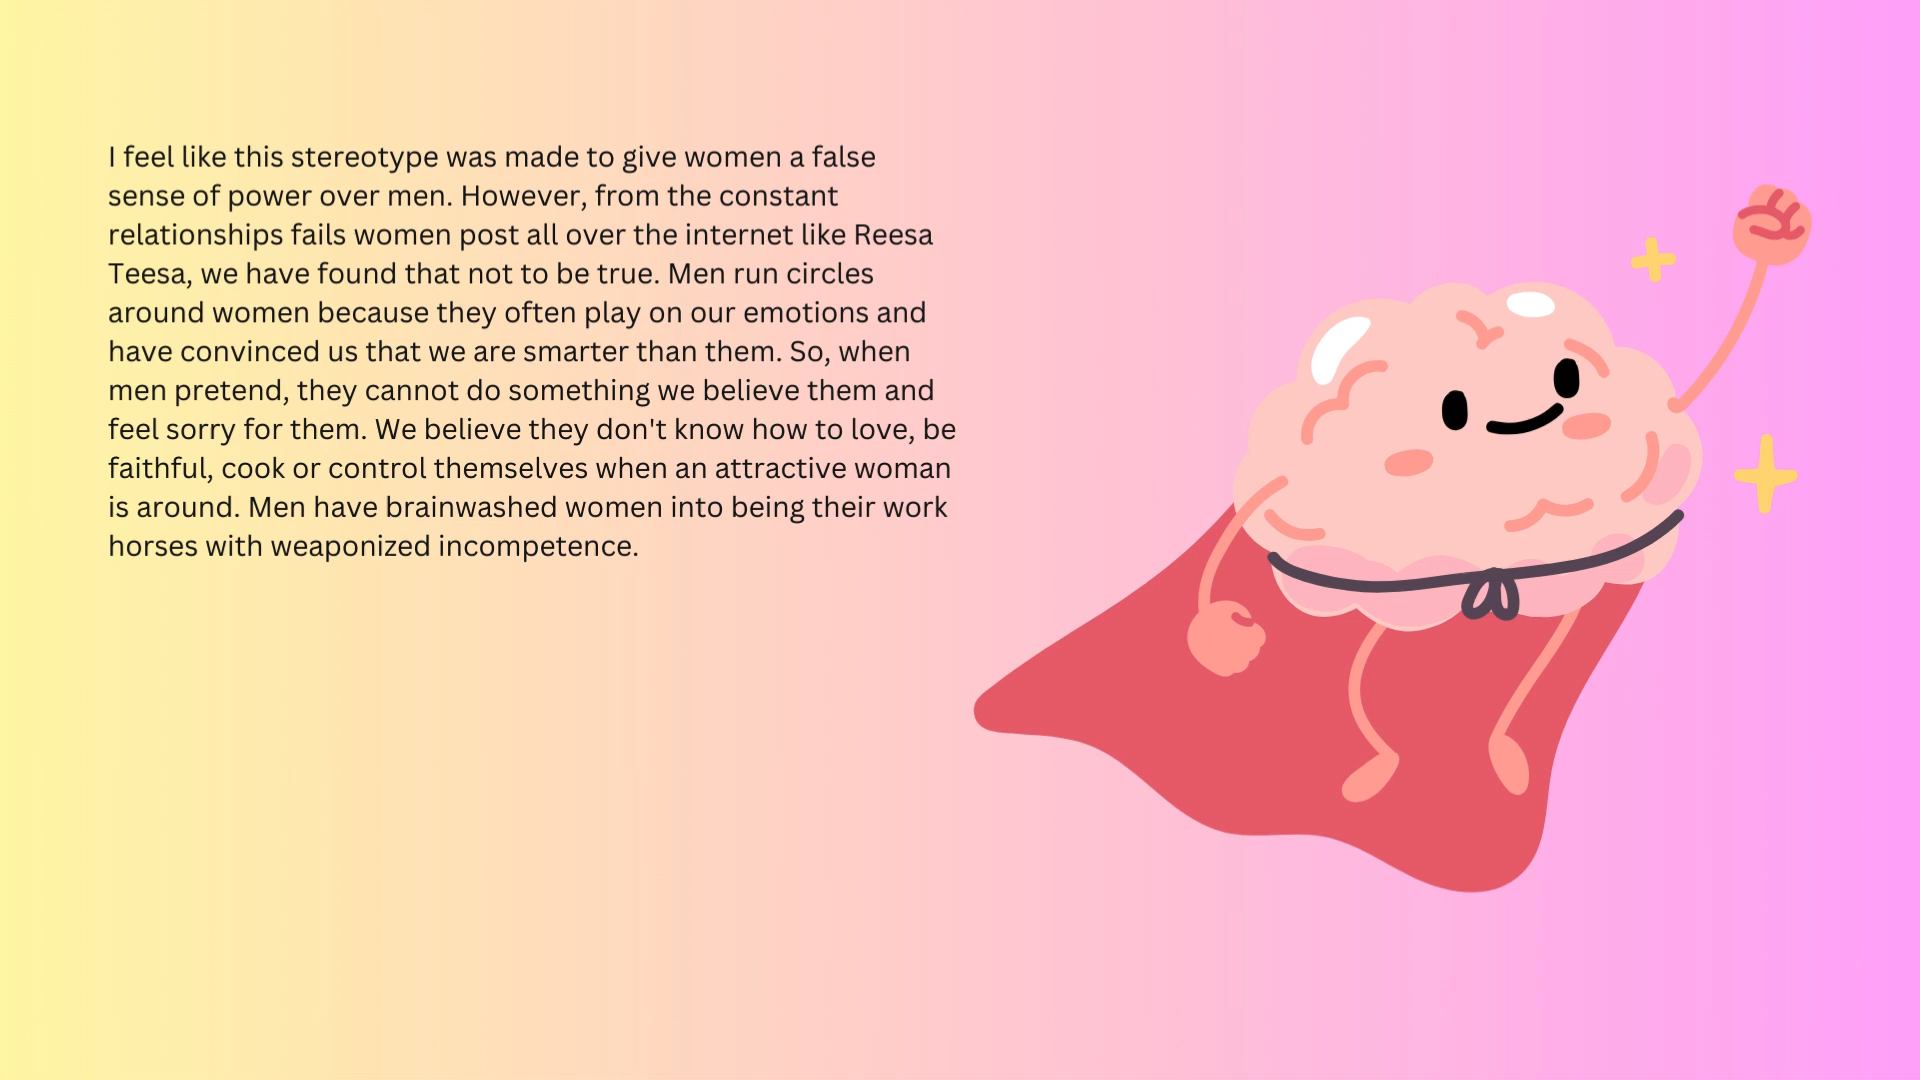 I feel like this stereotype was made to give women a false
sense of power over men. However, from the constant
relationships fails women post all over the internet like Reesa
Teesa, we have found that not to be true. Men run circles
around women because they often play on our emotions and
have convinced us that we are smarter than them. So, when
men pretend, they cannot do something we believe them and
feel sorry for them. We believe they don't know how to love, be
faithful, cook or control themselves when an attractive woman
is around. Men have brainwashed women into being their work
horses with weaponized incompetence.